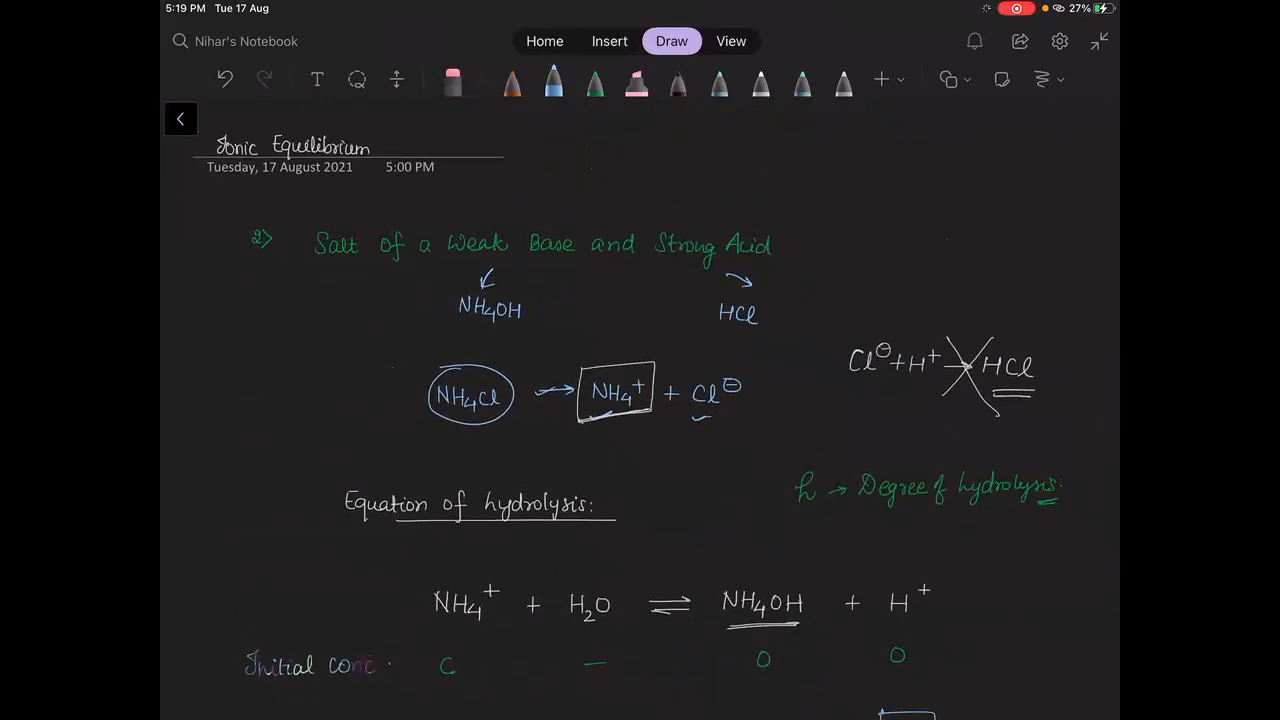 5:19 PM Tue 17 Aug 27%
Nihar's Notebook Home Insert Draw View
T
Ionic Equilibrium
Tuesday, 17 August 2021 5:00 PM
2> Salt of a Weak Base and Strong Acid
NH₄OH HCl
Cl⊖ + H⁺ → HCl
NH₄Cl → NH₄⁺ + Cl⊖
h → Degree of hydrolysis:
Equation of hydrolysis:
NH₄⁺ + H₂O ⇌ NH₄OH + H⁺
Initial conc. C — O O